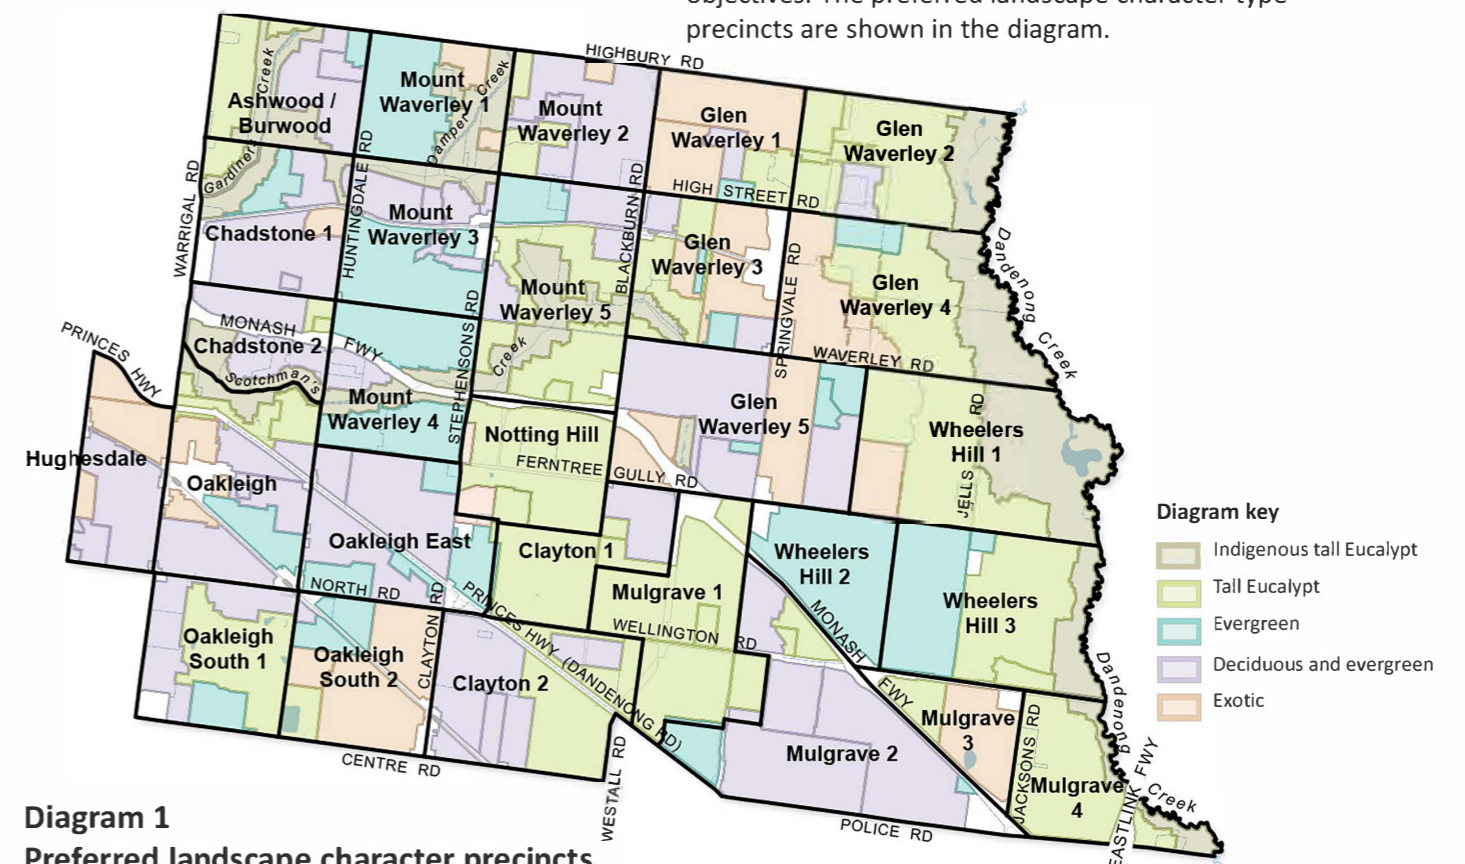 objectives. The preferred landscape character type
precincts are shown in the diagram.
HIGHBURY RD
Ashwood /
Burwood
Gardiners Creek
Mount
Waverley 1
Damper Creek
Mount
Waverley 2
Glen
Waverley 1
Glen
Waverley 2
HIGH STREET RD
WARRIGAL RD
HUNTINGDALE RD
BLACKBURN RD
Chadstone 1
Mount
Waverley 3
Mount
Waverley 5
Creek
Glen
Waverley 3
SPRINGVALE RD
Glen
Waverley 4
Dandenong Creek
PRINCES HWY
MONASH FWY
Chadstone 2
Scotchman's
STEPHENSONS RD
Mount
Waverley 4
WAVERLEY RD
Glen
Waverley 5
Wheelers
Hill 1
JELLS RD
Hughesdale
Oakleigh
Notting Hill
FERNTREE GULLY RD
Oakleigh East
Clayton 1
Wheelers
Hill 2
NORTH RD
CLAYTON RD
PRINCES HWY (DANDENONG RD)
Mulgrave 1
WELLINGTON RD
MONASH FWY
Wheelers
Hill 3
Oakleigh
South 1
Oakleigh
South 2
Clayton 2
Mulgrave 2
Mulgrave
3
JACKSONS RD
Mulgrave
4
Dandenong Creek
EASTLINK FWY
CENTRE RD
WESTALL RD
POLICE RD
Diagram key
Indigenous tall Eucalypt
Tall Eucalypt
Evergreen
Deciduous and evergreen
Exotic
Diagram 1
Preferred landscape character precincts